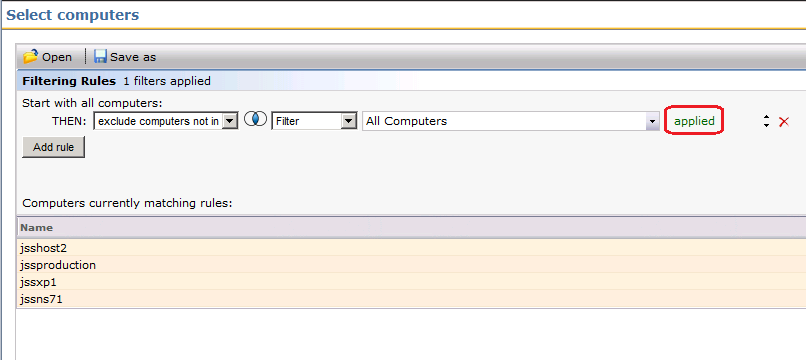 Select computers
Open Save as
Filtering Rules 1 filters applied
Start with all computers:
THEN: exclude computers not in Filter All Computers applied
Add rule
Computers currently matching rules:
Name
jsshost2
jssproduction
jssxp1
jssns71